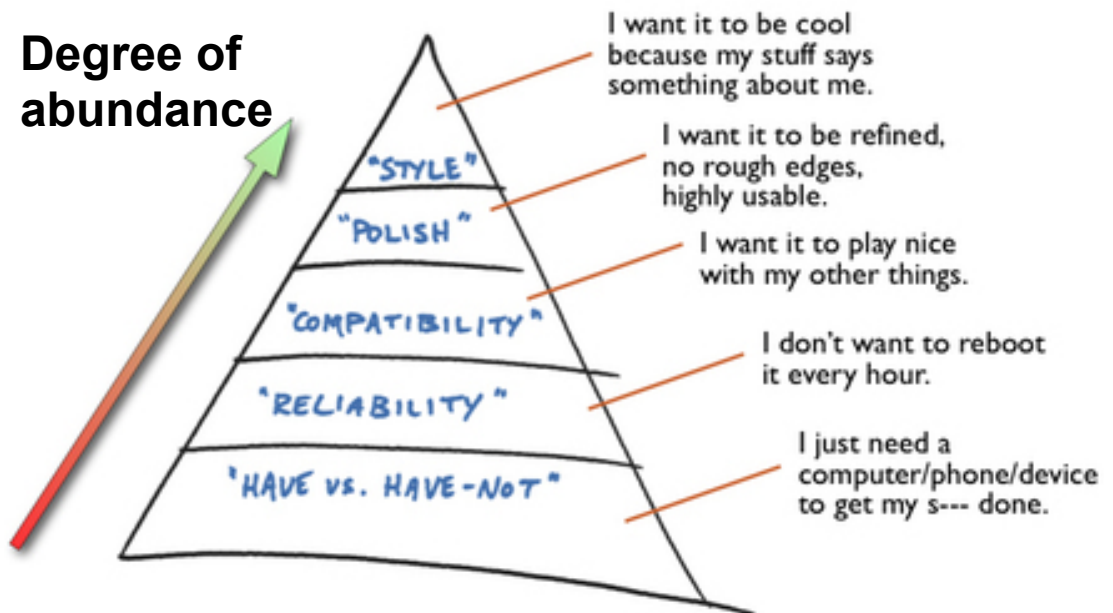 Degree of
abundance
I want it to be cool
because my stuff says
something about me.
"STYLE"
I want it to be refined,
no rough edges,
highly usable.
"POLISH"
I want it to play nice
with my other things.
"COMPATIBILITY"
I don't want to reboot
it every hour.
"RELIABILITY"
I just need a
computer/phone/device
to get my s--- done.
"HAVE vs. HAVE-NOT"